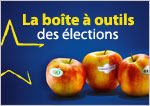 La boîte à outils
des élections